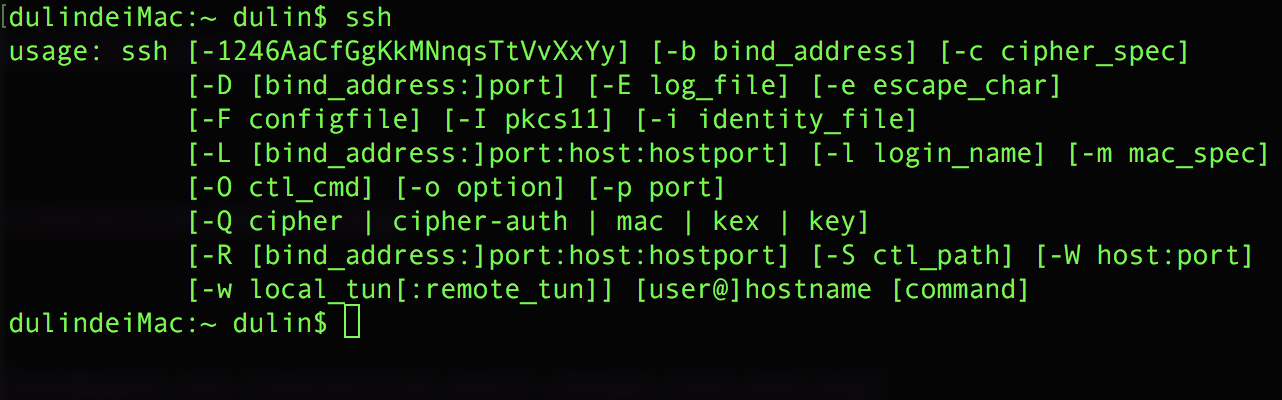 dulindeiMac:~ dulin$ ssh
usage: ssh [-1246AaCfGgKkMNnqsTtVvXxYy] [-b bind_address] [-c cipher_spec]
           [-D [bind_address:]port] [-E log_file] [-e escape_char]
           [-F configfile] [-I pkcs11] [-i identity_file]
           [-L [bind_address:]port:host:hostport] [-l login_name] [-m mac_spec]
           [-O ctl_cmd] [-o option] [-p port]
           [-Q cipher | cipher-auth | mac | kex | key]
           [-R [bind_address:]port:host:hostport] [-S ctl_path] [-W host:port]
           [-w local_tun[:remote_tun]] [user@]hostname [command]
dulindeiMac:~ dulin$